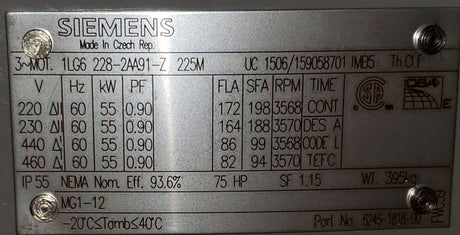 SIEMENS
Made in Czech Rep.
3~MOT. 1LG6 228-2AA91-Z 225M UC 1506/159058701 IMB5 Th Cl F
V Hz kW PF FLA SFA RPM TIME
220 60 55 0.90 172 198 3568 CONT
230 60 55 0.90 164 188 3570 DES A
440 Δ 60 55 0.90 86 99 3568 CODE L
460 Δ 60 55 0.90 82 94 3570 TEFC
IP 55 NEMA Nom. Eff. 93.6% 75 HP SF 1.15 WT. 395kg
MG1-12
-20°C≤Tamb≤40°C Part No 5245-1818-00